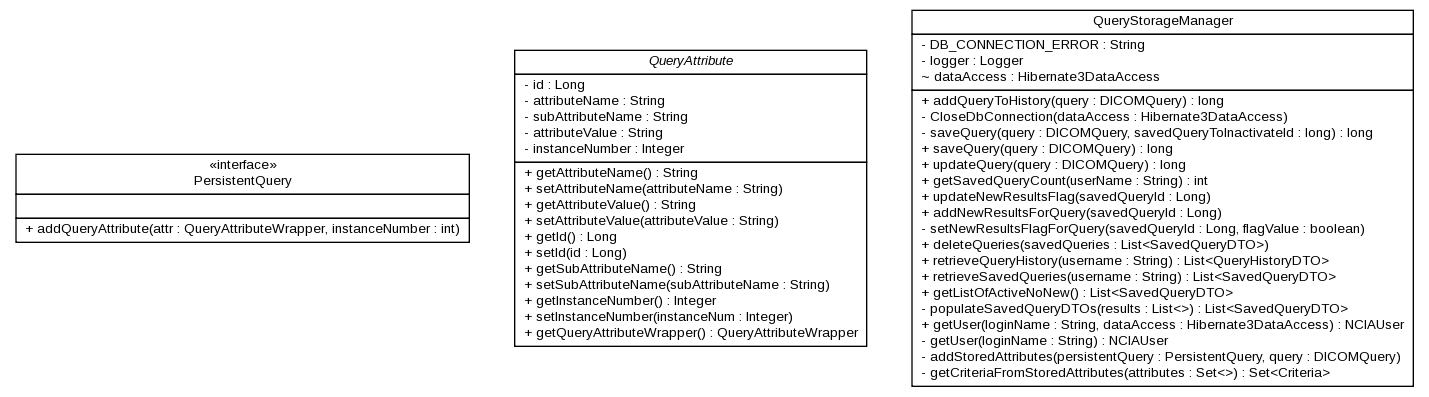 «interface»
PersistentQuery
+ addQueryAttribute(attr : QueryAttributeWrapper, instanceNumber : int)
QueryAttribute
- id : Long
- attributeName : String
- subAttributeName : String
- attributeValue : String
- instanceNumber : Integer
+ getAttributeName() : String
+ setAttributeName(attributeName : String)
+ getAttributeValue() : String
+ setAttributeValue(attributeValue : String)
+ getId() : Long
+ setId(id : Long)
+ getSubAttributeName() : String
+ setSubAttributeName(subAttributeName : String)
+ getInstanceNumber() : Integer
+ setInstanceNumber(instanceNum : Integer)
+ getQueryAttributeWrapper() : QueryAttributeWrapper
QueryStorageManager
- DB_CONNECTION_ERROR : String
- logger : Logger
~ dataAccess : Hibernate3DataAccess
+ addQueryToHistory(query : DICOMQuery) : long
- CloseDbConnection(dataAccess : Hibernate3DataAccess)
- saveQuery(query : DICOMQuery, savedQueryToInactivateId : long) : long
+ saveQuery(query : DICOMQuery) : long
+ updateQuery(query : DICOMQuery) : long
+ getSavedQueryCount(userName : String) : int
+ updateNewResultsFlag(savedQueryId : Long)
+ addNewResultsForQuery(savedQueryId : Long)
- setNewResultsFlagForQuery(savedQueryId : Long, flagValue : boolean)
+ deleteQueries(savedQueries : List<SavedQueryDTO>)
+ retrieveQueryHistory(username : String) : List<QueryHistoryDTO>
+ retrieveSavedQueries(username : String) : List<SavedQueryDTO>
+ getListOfActiveNoNew() : List<SavedQueryDTO>
- populateSavedQueryDTOs(results : List<>) : List<SavedQueryDTO>
+ getUser(loginName : String, dataAccess : Hibernate3DataAccess) : NCIAUser
- getUser(loginName : String) : NCIAUser
- addStoredAttributes(persistentQuery : PersistentQuery, query : DICOMQuery)
- getCriteriaFromStoredAttributes(attributes : Set<>) : Set<Criteria>